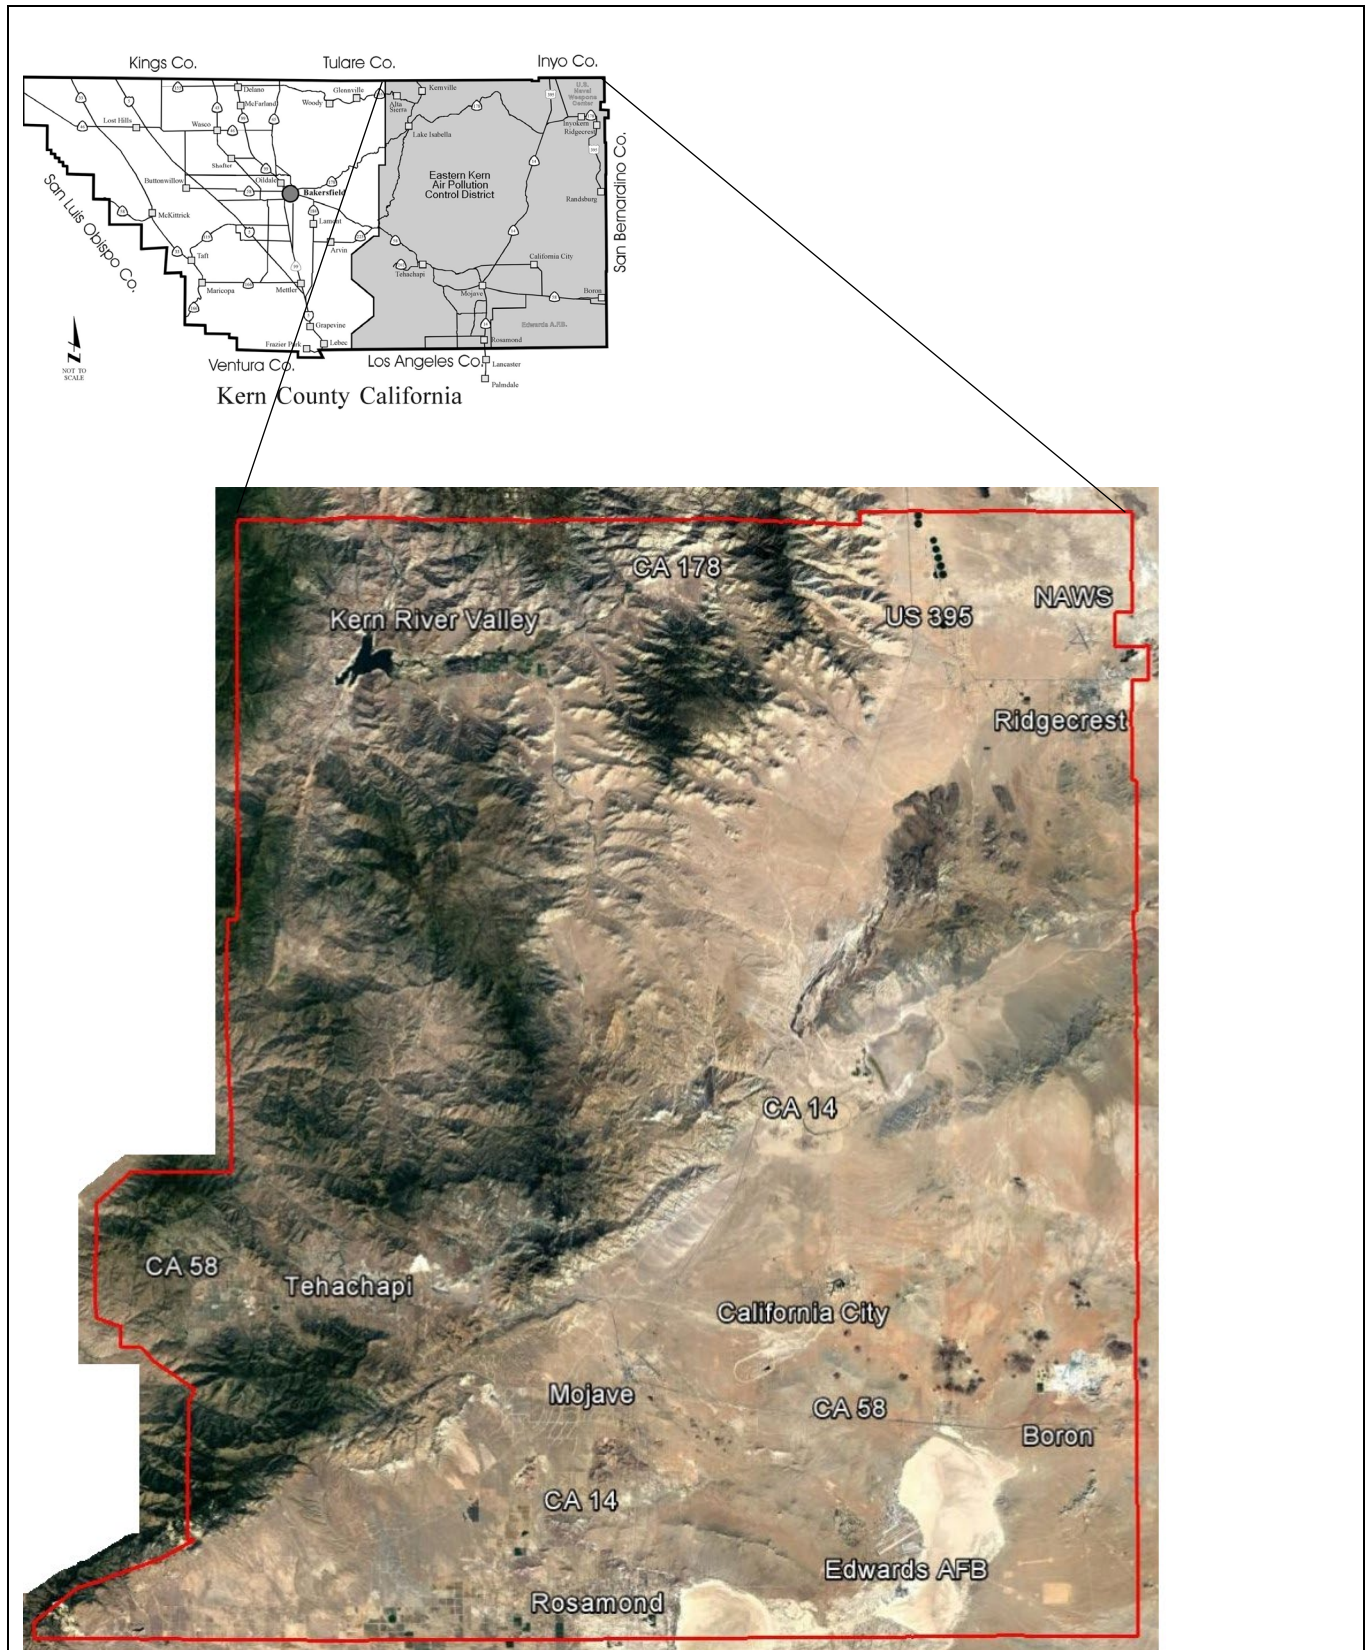 Kings Co.
Tulare Co.
Inyo Co.
Delano
Glennville
Kernville
U.S.
Naval
Weapons
Center
McFarland
Woody
Alta
Sierra
Lost Hills
Wasco
Lake Isabella
Inyokern
Ridgecrest
Shafter
Buttonwillow
Oildale
Bakersfield
Eastern Kern
Air Pollution
Control District
Randsburg
San Bernardino Co.
San Luis Obispo Co.
McKittrick
Lamont
Taft
Arvin
Tehachapi
California City
Maricopa
Mettler
Mojave
Boron
Grapevine
Edwards A.F.B.
Frazier Park
Lebec
Rosamond
N
NOT TO
SCALE
Ventura Co.
Los Angeles Co.
Lancaster
Palmdale
Kern County California
CA 178
NAWS
Kern River Valley
US 395
Ridgecrest
CA 14
CA 58
Tehachapi
California City
Mojave
CA 58
Boron
CA 14
Edwards AFB
Rosamond